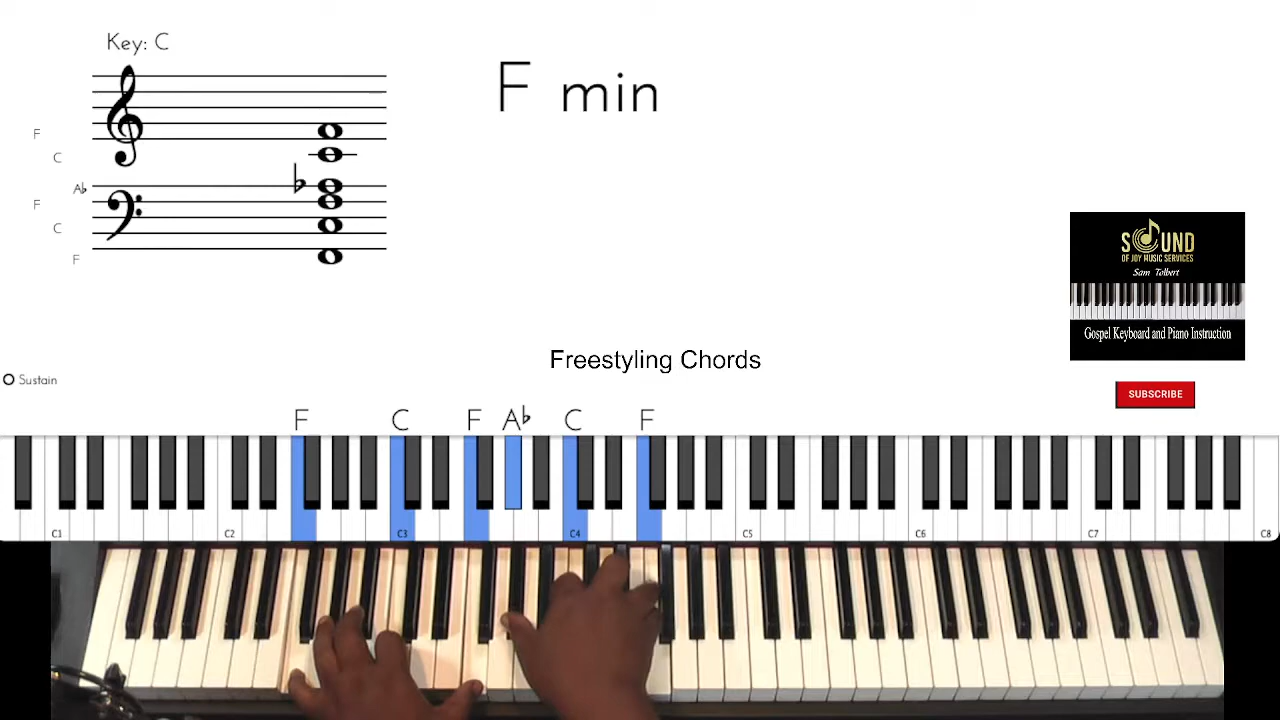 Key: C
F min
F
C
Ab
F
C
F
SOUND
OF JOY MUSIC SERVICES
Sam Tolbert
Gospel Keyboard and Piano Instruction
Freestyling Chords
Sustain
SUBSCRIBE
F C F A♭ C F
C1 C2 C3 C4 C5 C6 C7 C8